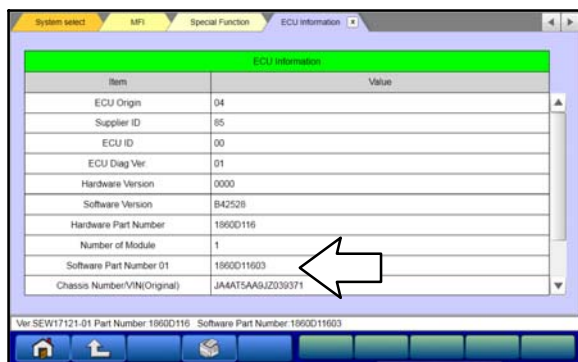 System select MFI Special Function ECU Information x
ECU Information
Item Value
ECU Origin 04
Supplier ID 85
ECU ID 00
ECU Diag Ver. 01
Hardware Version 0000
Software Version B42528
Hardware Part Number 1860D116
Number of Module 1
Software Part Number 01 1860D11603
Chassis Number/VIN(Original) JA4AT5AA9JZ039371
Ver:SEW17121-01 Part Number:1860D116 Software Part Number:1860D11603